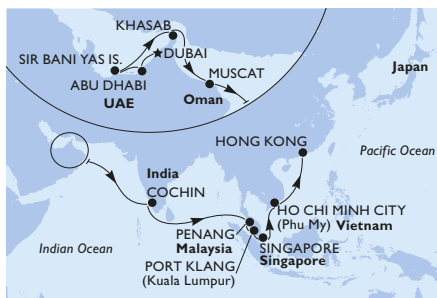 KHASAB
SIR BANI YAS IS.
DUBAI
ABU DHABI
UAE
MUSCAT
Oman
Japan
HONG KONG
Pacific Ocean
India
COCHIN
HO CHI MINH CITY
(Phu My) Vietnam
PENANG
Malaysia
SINGAPORE
Singapore
PORT KLANG
(Kuala Lumpur)
Indian Ocean